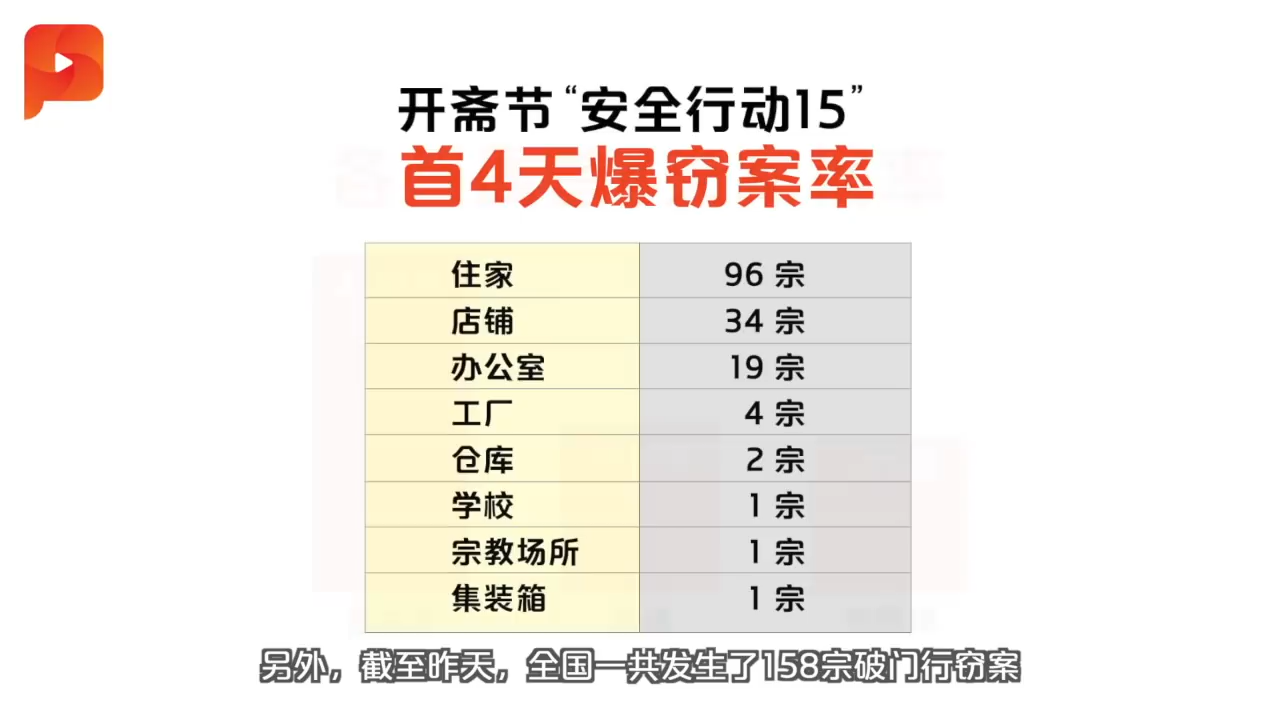 开斋节“安全行动15”
首4天爆窃案率
住家 96 宗
店铺 34 宗
办公室 19 宗
工厂 4 宗
仓库 2 宗
学校 1 宗
宗教场所 1 宗
集装箱 1 宗
另外，截至昨天，全国一共发生了158宗破门行窃案